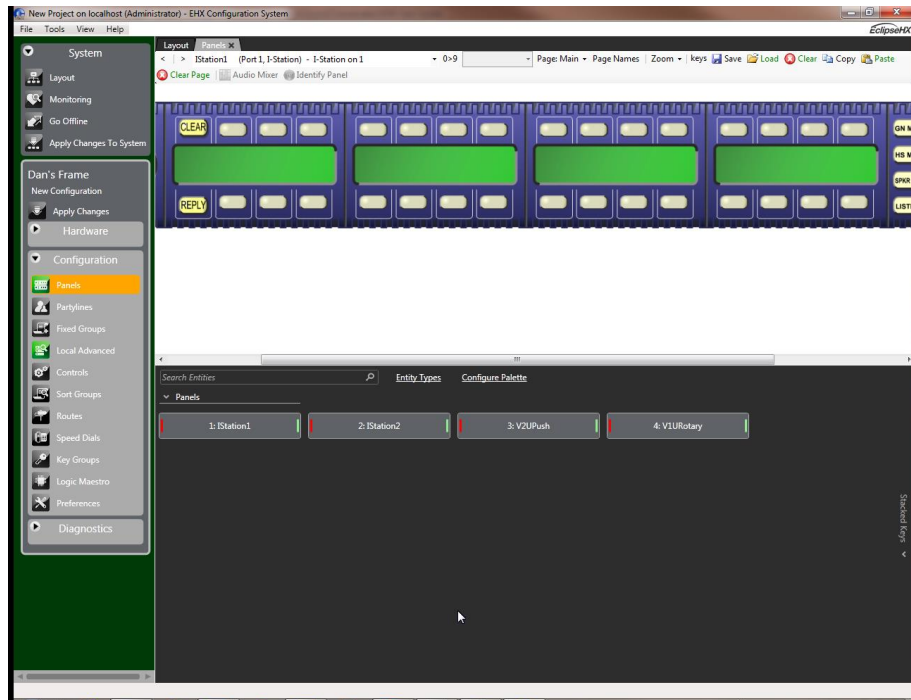 New Project on localhost (Administrator) - EHX Configuration System
File Tools View Help
EclipseHX
System
Layout
Monitoring
Go Offline
Apply Changes To System
Dan's Frame
New Configuration
Apply Changes
Hardware
Configuration
Panels
Partylines
Fixed Groups
Local Advanced
Controls
Sort Groups
Routes
Speed Dials
Key Groups
Logic Maestro
Preferences
Diagnostics
Layout Panels x
< > IStation1 (Port 1, I-Station) - I-Station on 1 0>9 Page: Main Page Names Zoom keys Save Load Clear Copy Paste
Clear Page Audio Mixer Identify Panel
CLEAR
REPLY
GN M
HS M
SPKR
LIST
Search Entities Entity Types Configure Palette
Panels
1: IStation1 2: IStation2 3: V2UPush 4: V1URotary
Stacked Keys